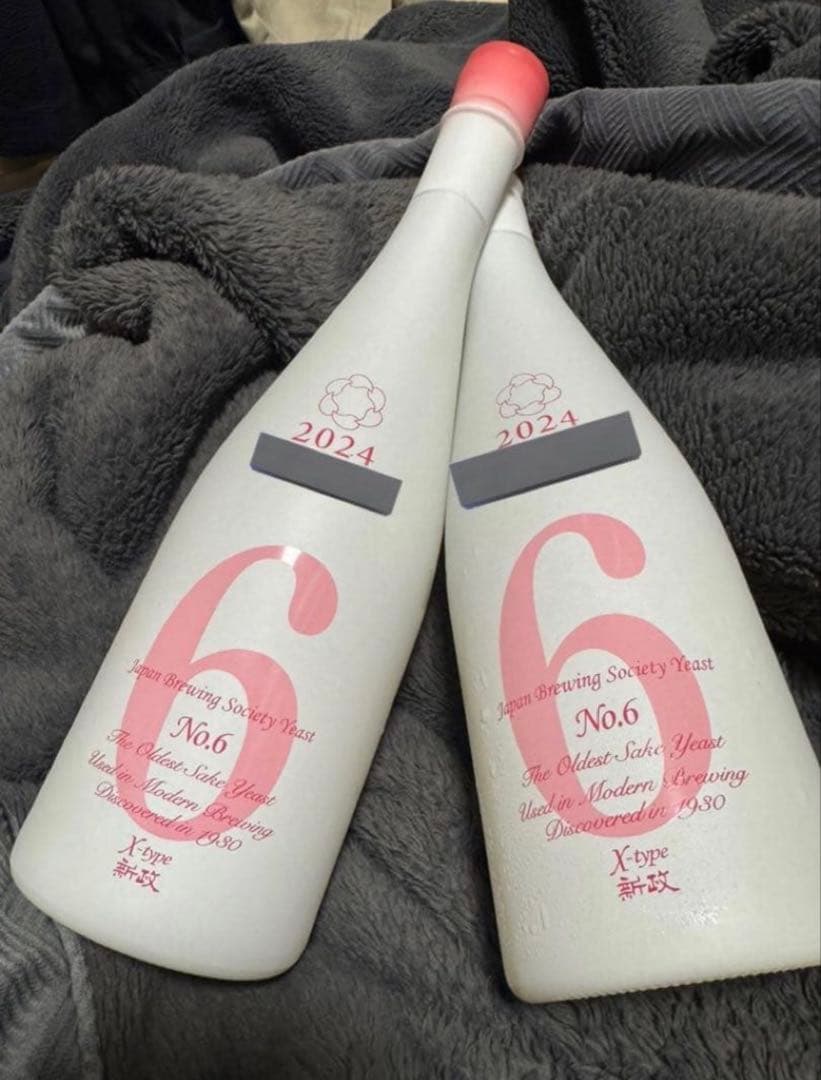 2024
6
Japan Brewing Society Yeast
No.6
The Oldest Sake Yeast
Used in Modern Brewing
Discovered in 1930
X-type
新政
2024
6
Japan Brewing Society Yeast
No.6
The Oldest Sake Yeast
Used in Modern Brewing
Discovered in 1930
X-type
新政